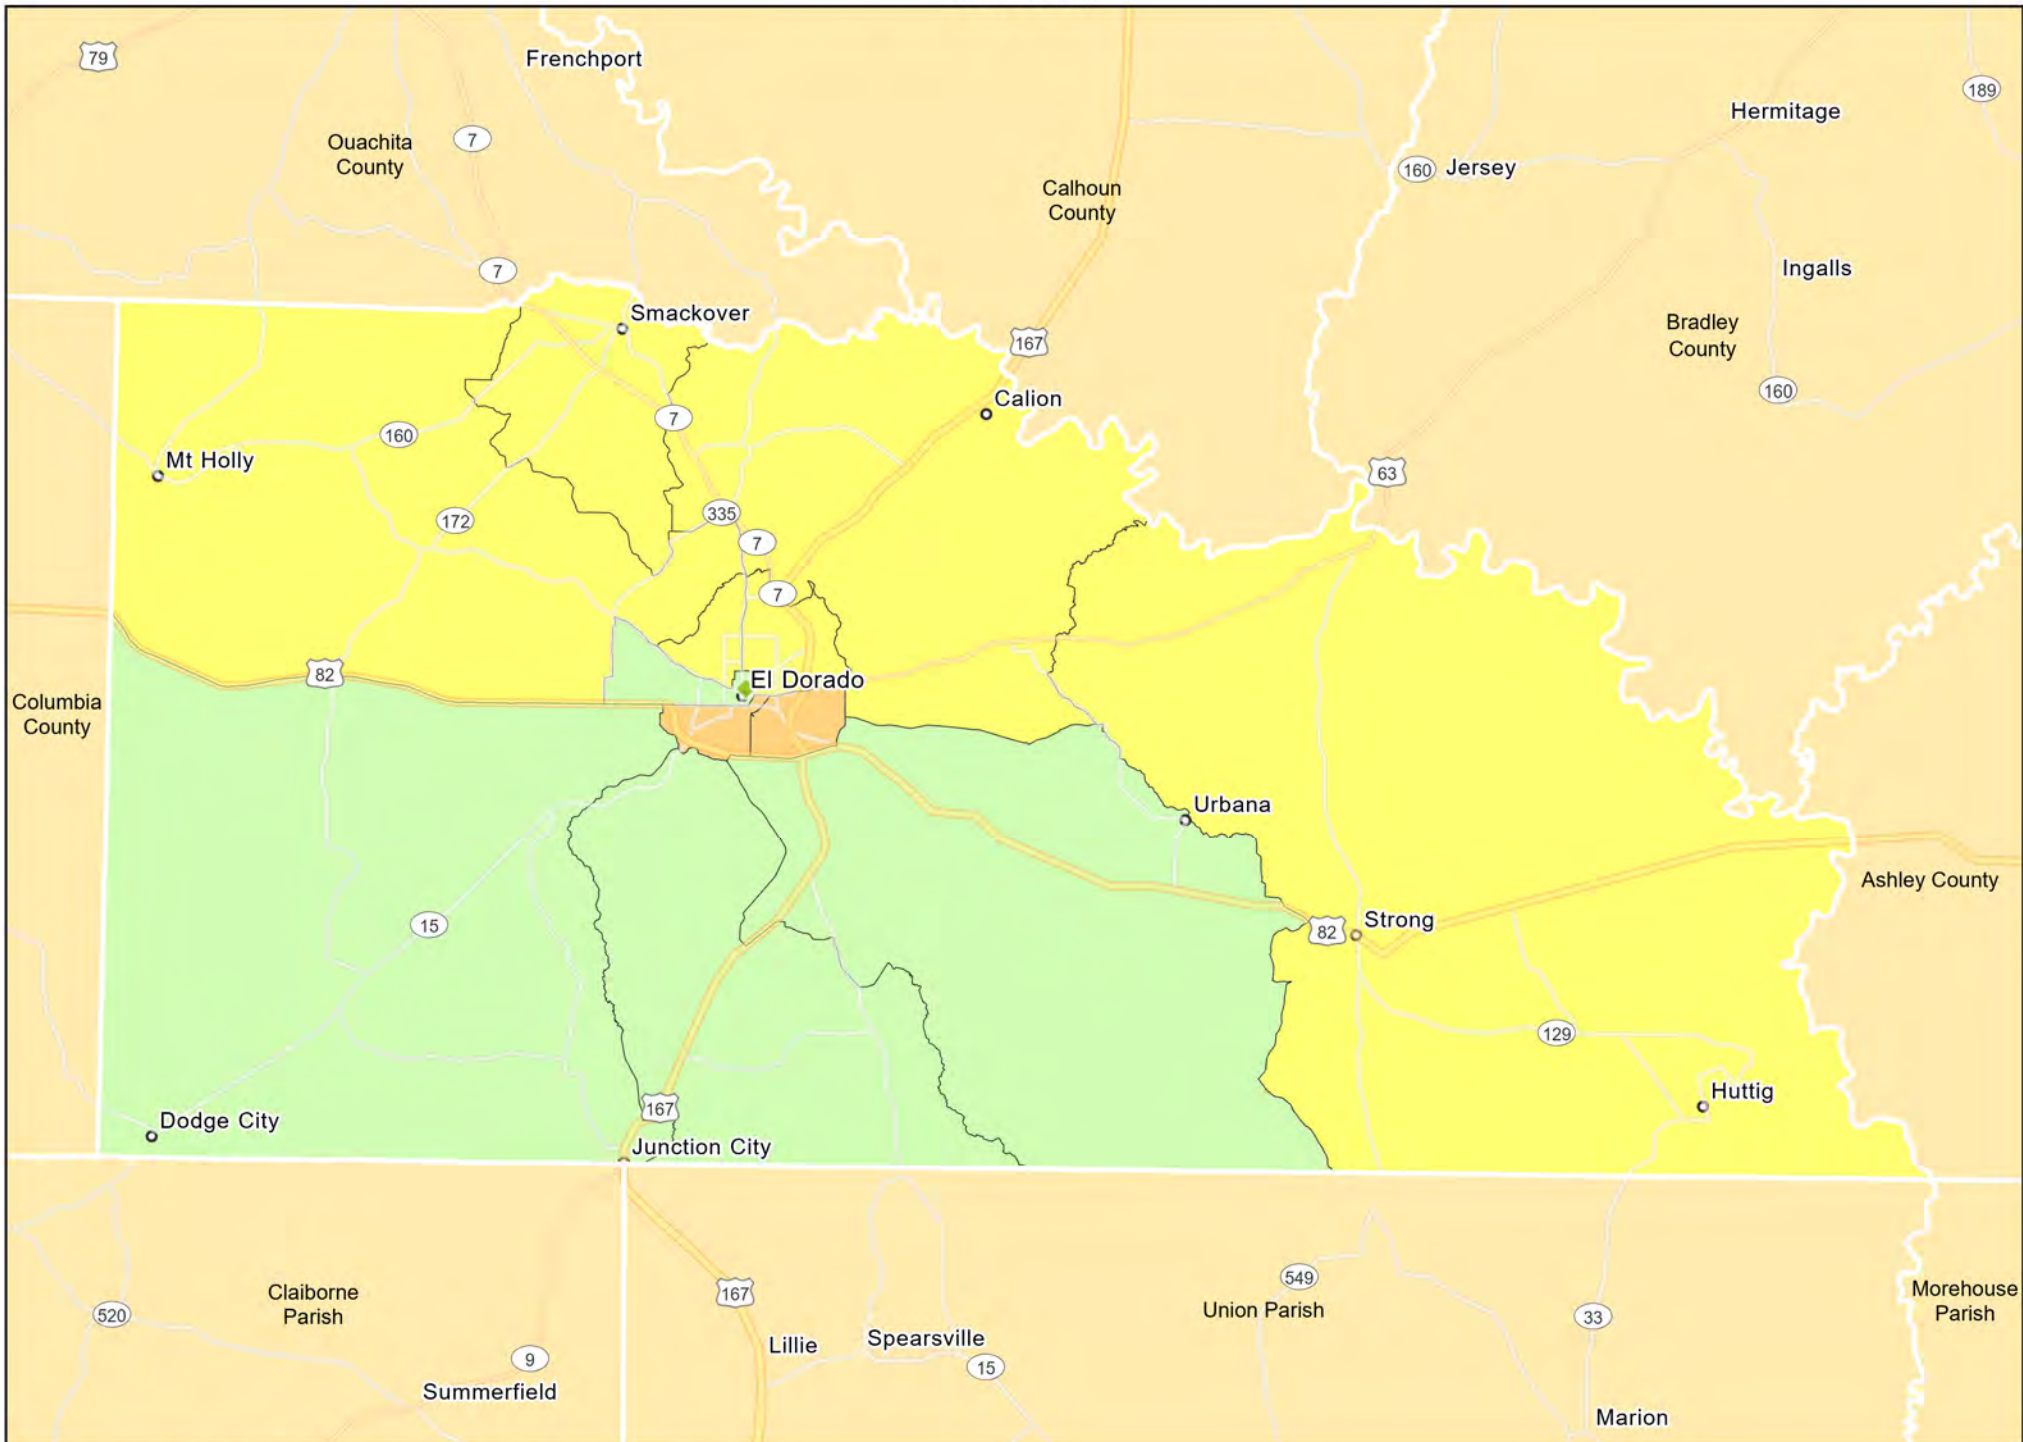 79
Frenchport
189
Hermitage
7
Ouachita
County
160
Jersey
Calhoun
County
7
Ingalls
Smackover
Bradley
County
167
160
Calion
7
160
Mt Holly
63
335
172
7
7
82
El Dorado
Columbia
County
Urbana
Ashley County
15
82
Strong
129
Huttig
167
Dodge City
Junction City
549
Claiborne
Parish
167
Union Parish
Morehouse
Parish
520
33
Lillie
Spearsville
9
15
Summerfield
Marion